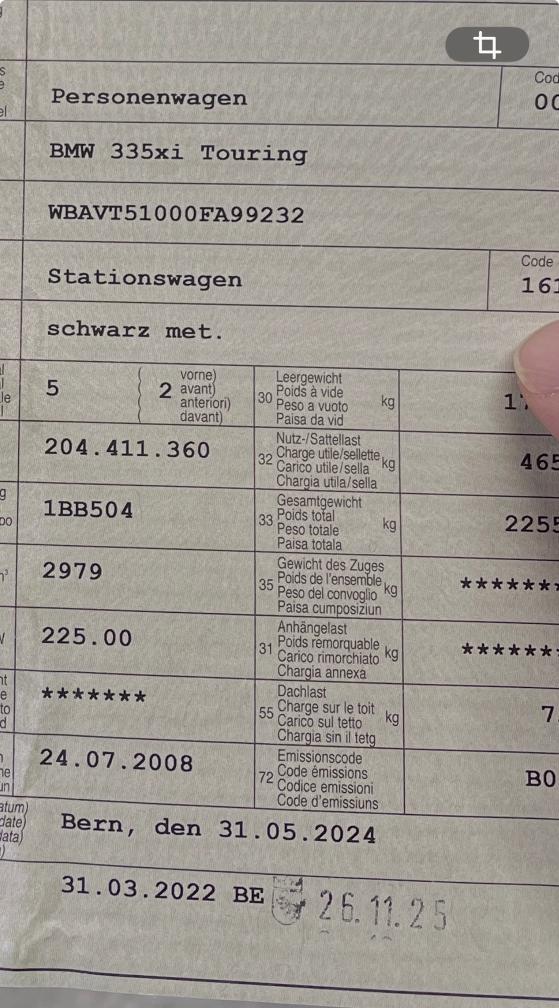 Cod
Personenwagen
BMW 335xi Touring
WBAVT51000FA99232
Code
Stationswagen
161
schwarz met.
5 2 vorne) avant) anteriori) davant)
30 Leergewicht Poids à vide Peso a vuoto Paisa da vid kg
204.411.360
32 Nutz-/Sattellast Charge utile/sellette Carico utile/sella Chargia utila/sella kg 465
1BB504
33 Gesamtgewicht Poids total Peso totale Paisa totala kg 2255
2979
35 Gewicht des Zuges Poids de l'ensemble Peso del convoglio Paisa cumposiziun kg *******
225.00
31 Anhängelast Poids remorquable Carico rimorchiato Chargia annexa kg *******
*******
55 Dachlast Charge sur le toit Carico sul tetto Chargia sin il tetg kg 7
24.07.2008
72 Emissionscode Code émissions Codice emissioni Code d'emissiuns B0
Bern, den 31.05.2024
31.03.2022 BE 26.11.25